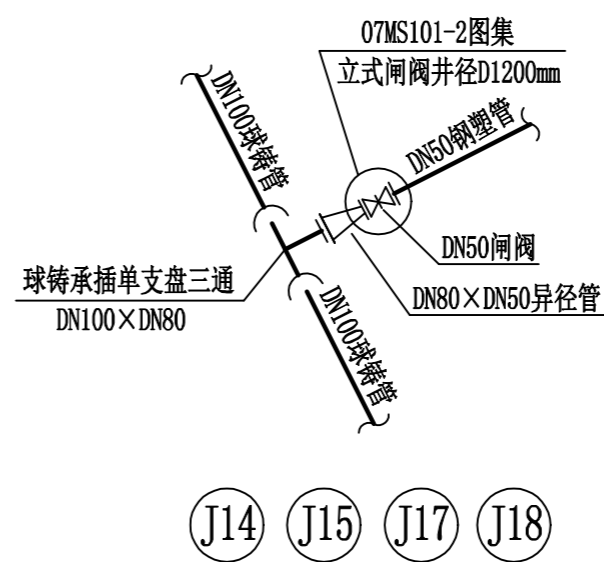 07MS101-2图集
立式闸阀井径D1200mm
DN100球铸管
DN50钢塑管
DN50闸阀
球铸承插单支盘三通
DN100×DN80
DN80×DN50异径管
DN100球铸管
J14 J15 J17 J18